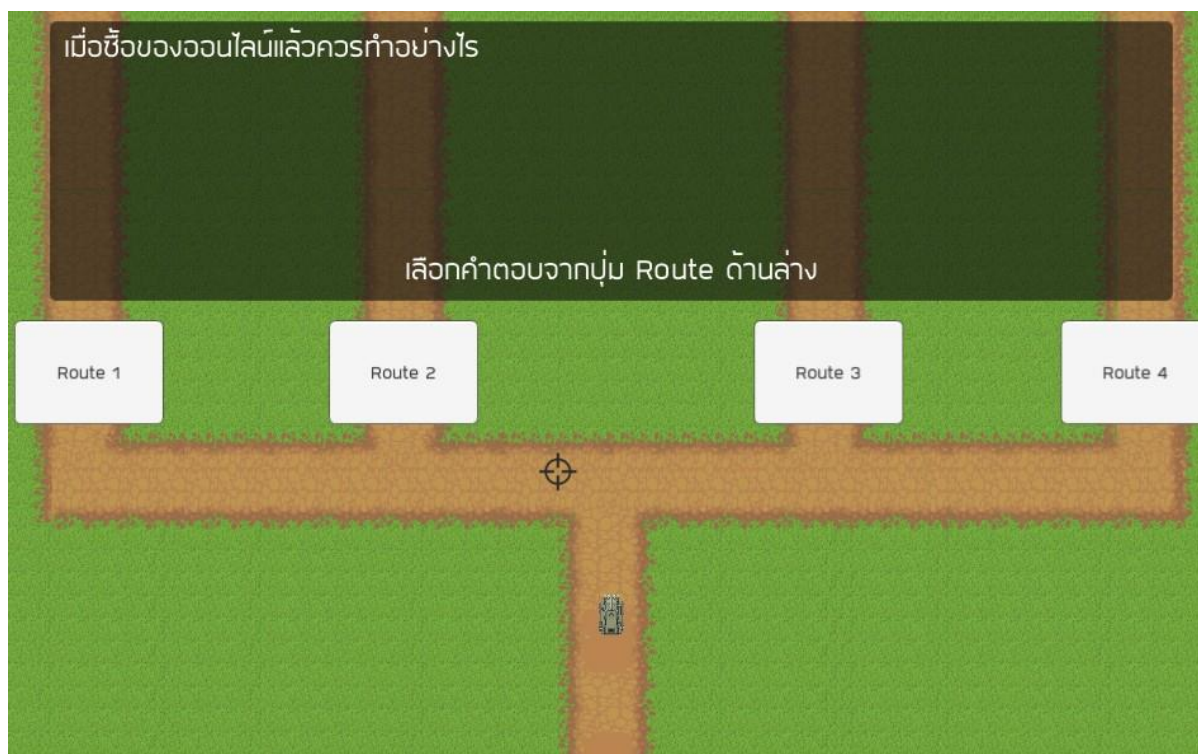 เมื่อซื้อของออนไลน์แล้วควรทำอย่างไร
เลือกคำตอบจากปุ่ม Route ด้านล่าง
Route 1
Route 2
Route 3
Route 4